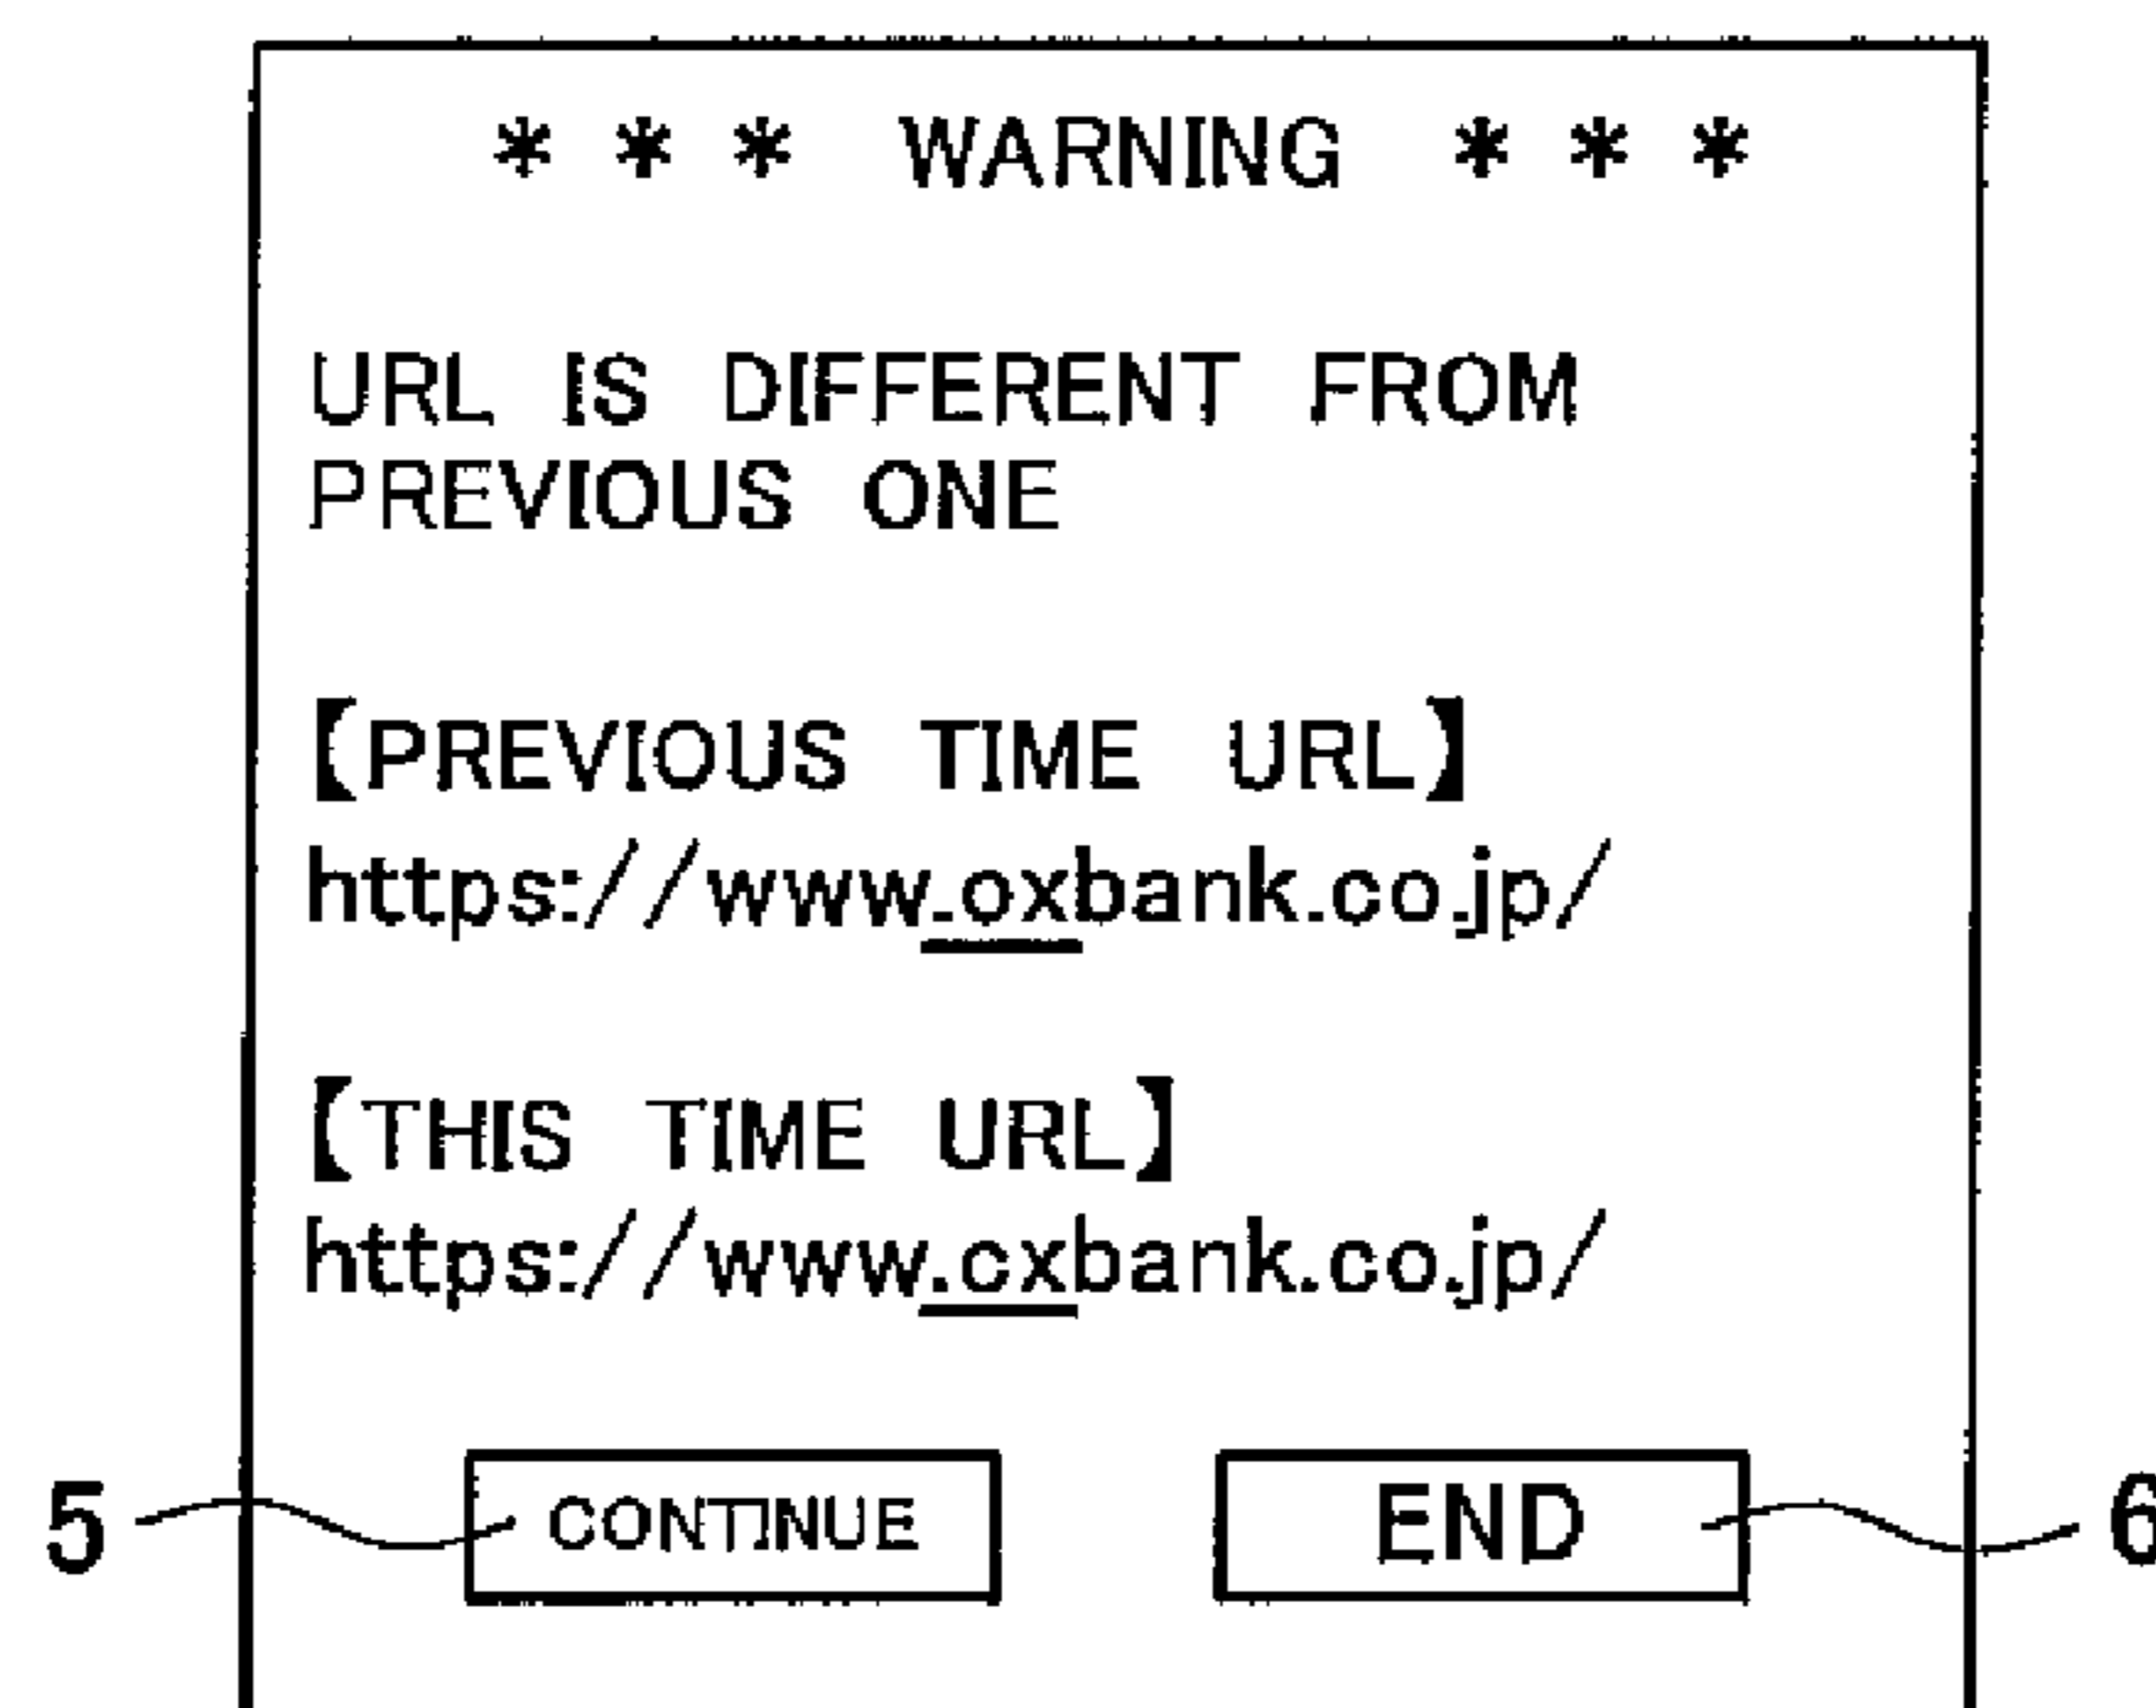 * * * WARNING * * *
URL IS DIFFERENT FROM
PREVIOUS ONE
【PREVIOUS TIME URL】
https://www.oxbank.co.jp/
【THIS TIME URL】
https://www.cxbank.co.jp/
5 CONTINUE END 6